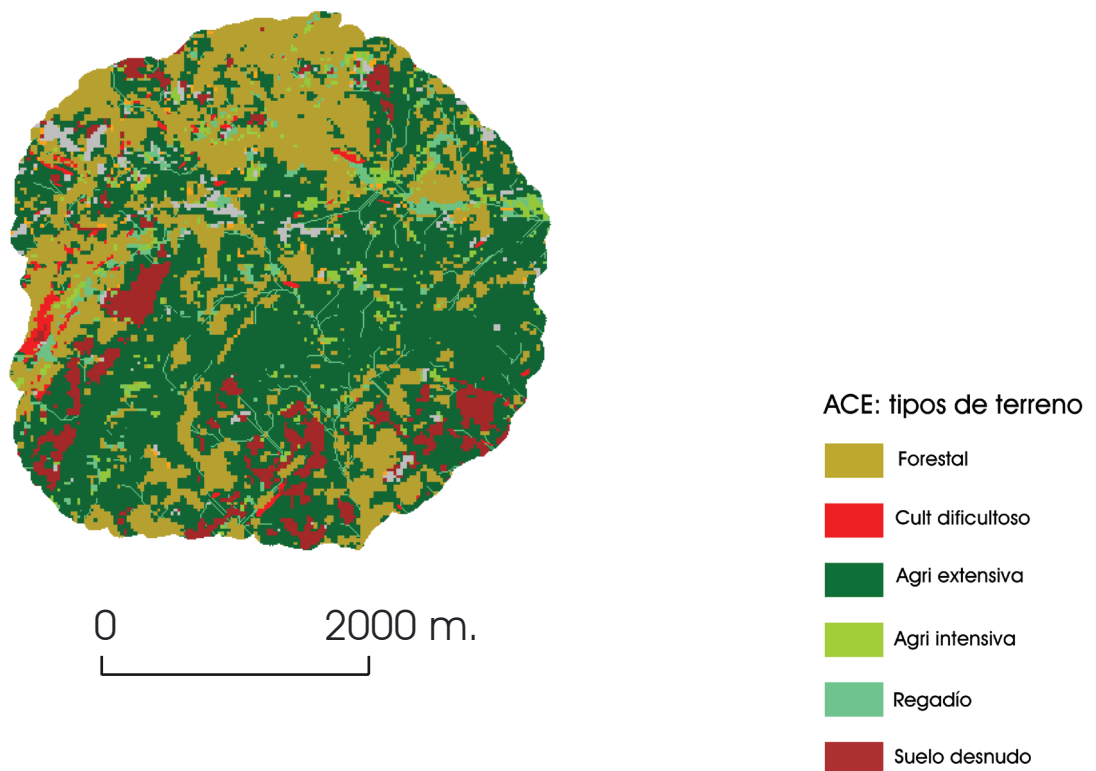 ACE: tipos de terreno
Forestal
Cult dificultoso
Agri extensiva
Agri intensiva
Regadío
Suelo desnudo
0 2000 m.